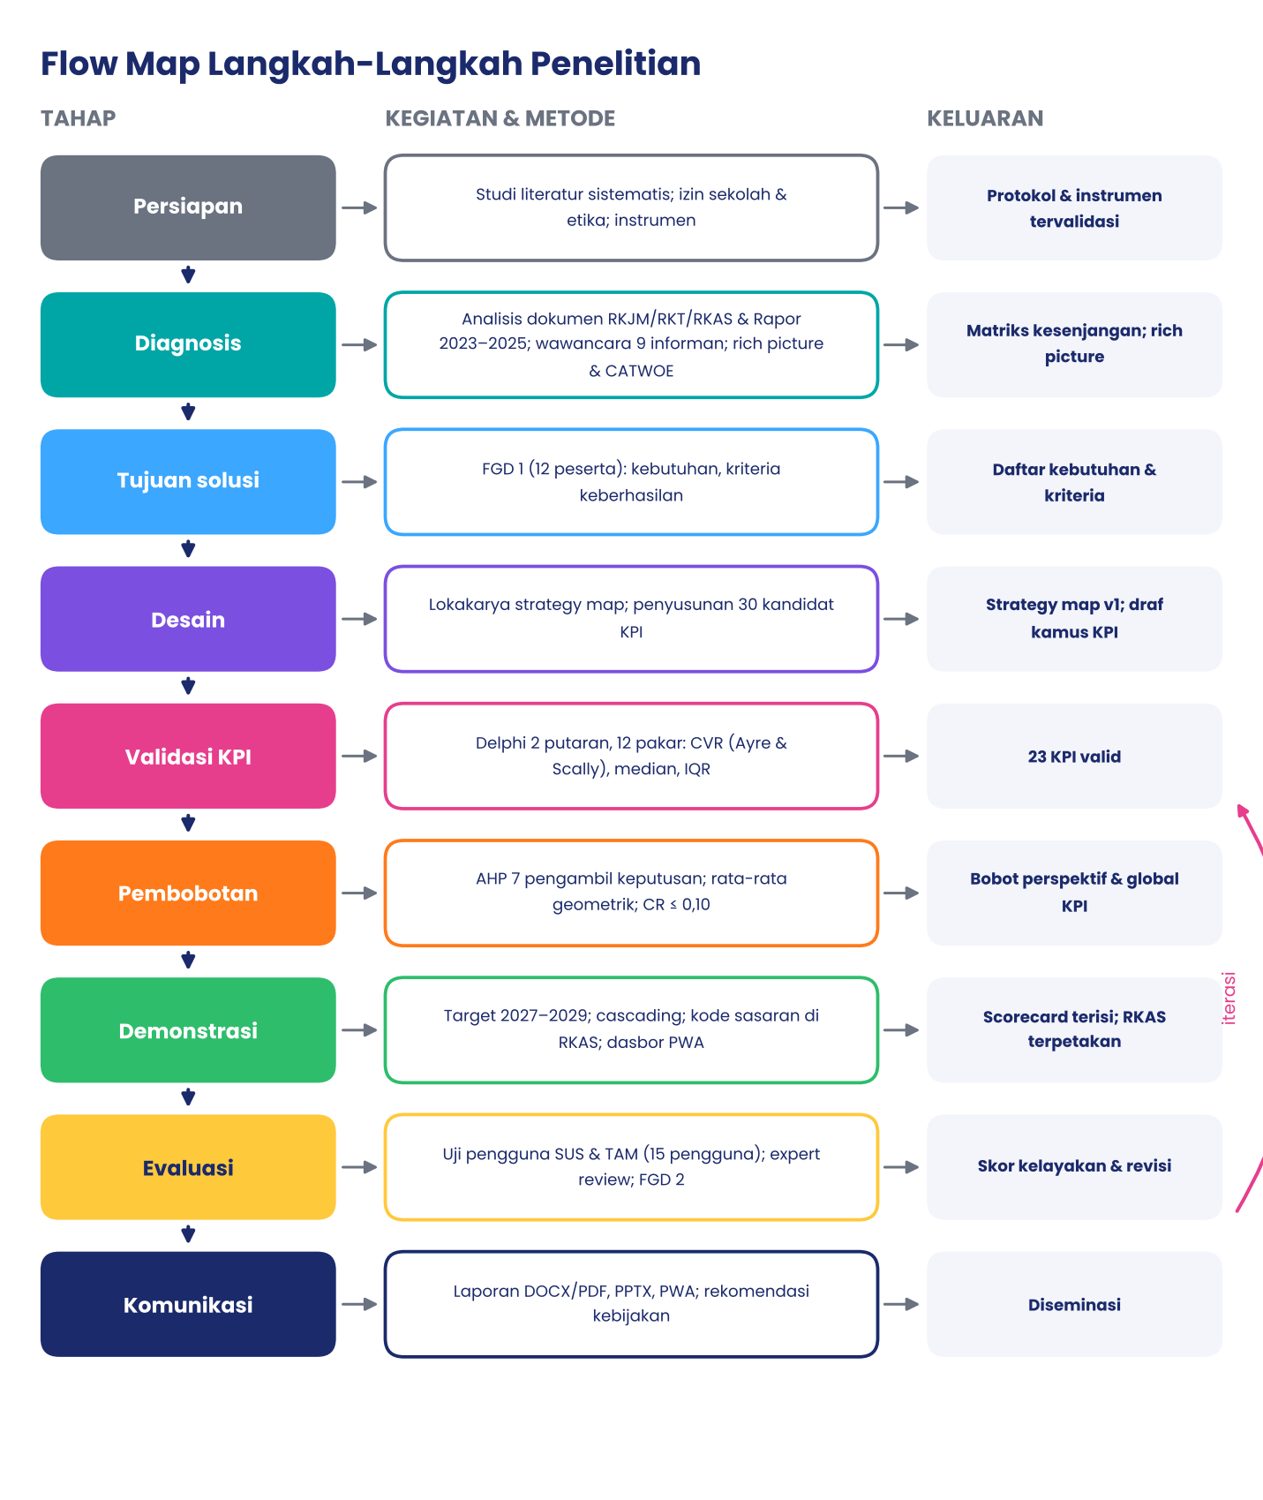 Flow Map Langkah-Langkah Penelitian
TAHAP
KEGIATAN & METODE
KELUARAN
Persiapan
Studi literatur sistematis; izin sekolah &
etika; instrumen
Protokol & instrumen
tervalidasi
Diagnosis
Analisis dokumen RKJM/RKT/RKAS & Rapor
2023–2025; wawancara 9 informan; rich picture
& CATWOE
Matriks kesenjangan; rich
picture
Tujuan solusi
FGD 1 (12 peserta): kebutuhan, kriteria
keberhasilan
Daftar kebutuhan &
kriteria
Desain
Lokakarya strategy map; penyusunan 30 kandidat
KPI
Strategy map v1; draf
kamus KPI
Validasi KPI
Delphi 2 putaran, 12 pakar: CVR (Ayre &
Scally), median, IQR
23 KPI valid
Pembobotan
AHP 7 pengambil keputusan; rata-rata
geometrik; CR ≤ 0,10
Bobot perspektif & global
KPI
Demonstrasi
Target 2027–2029; cascading; kode sasaran di
RKAS; dasbor PWA
Scorecard terisi; RKAS
terpetakan
iterasi
Evaluasi
Uji pengguna SUS & TAM (15 pengguna); expert
review; FGD 2
Skor kelayakan & revisi
Komunikasi
Laporan DOCX/PDF, PPTX, PWA; rekomendasi
kebijakan
Diseminasi